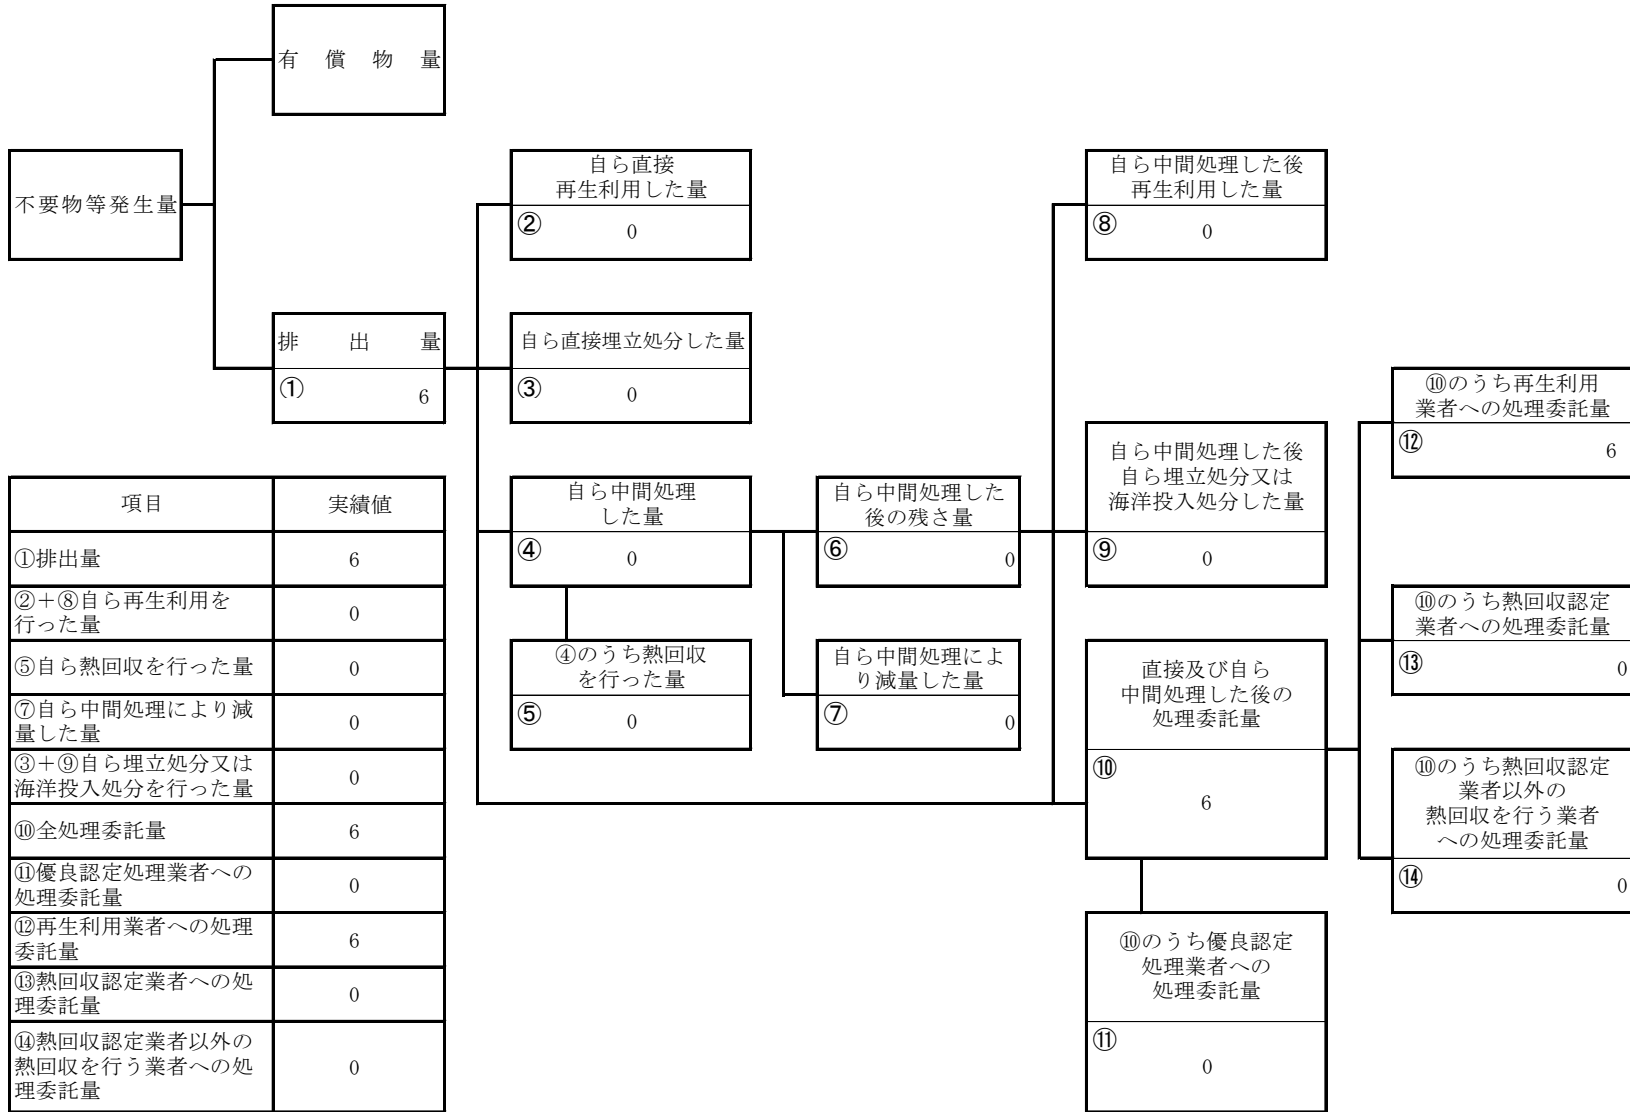 有償物量
不要物等発生量
排出量
① 6
自ら直接
再生利用した量
② 0
自ら直接埋立処分した量
③ 0
自ら中間処理
した量
④ 0
④のうち熱回収
を行った量
⑤ 0
自ら中間処理した
後の残さ量
⑥ 0
自ら中間処理によ
り減量した量
⑦ 0
自ら中間処理した後
再生利用した量
⑧ 0
自ら中間処理した後
自ら埋立処分又は
海洋投入処分した量
⑨ 0
直接及び自ら
中間処理した後の
処理委託量
⑩
6
⑩のうち優良認定
処理業者への
処理委託量
⑪
0
⑩のうち再生利用
業者への処理委託量
⑫ 6
⑩のうち熱回収認定
業者への処理委託量
⑬ 0
⑩のうち熱回収認定
業者以外の
熱回収を行う業者
への処理委託量
⑭ 0
項目 実績値
①排出量 6
②+⑧自ら再生利用を
行った量 0
⑤自ら熱回収を行った量 0
⑦自ら中間処理により減
量した量 0
③+⑨自ら埋立処分又は
海洋投入処分を行った量 0
⑩全処理委託量 6
⑪優良認定処理業者への
処理委託量 0
⑫再生利用業者への処理
委託量 6
⑬熱回収認定業者への処
理委託量 0
⑭熱回収認定業者以外の
熱回収を行う業者への処
理委託量 0